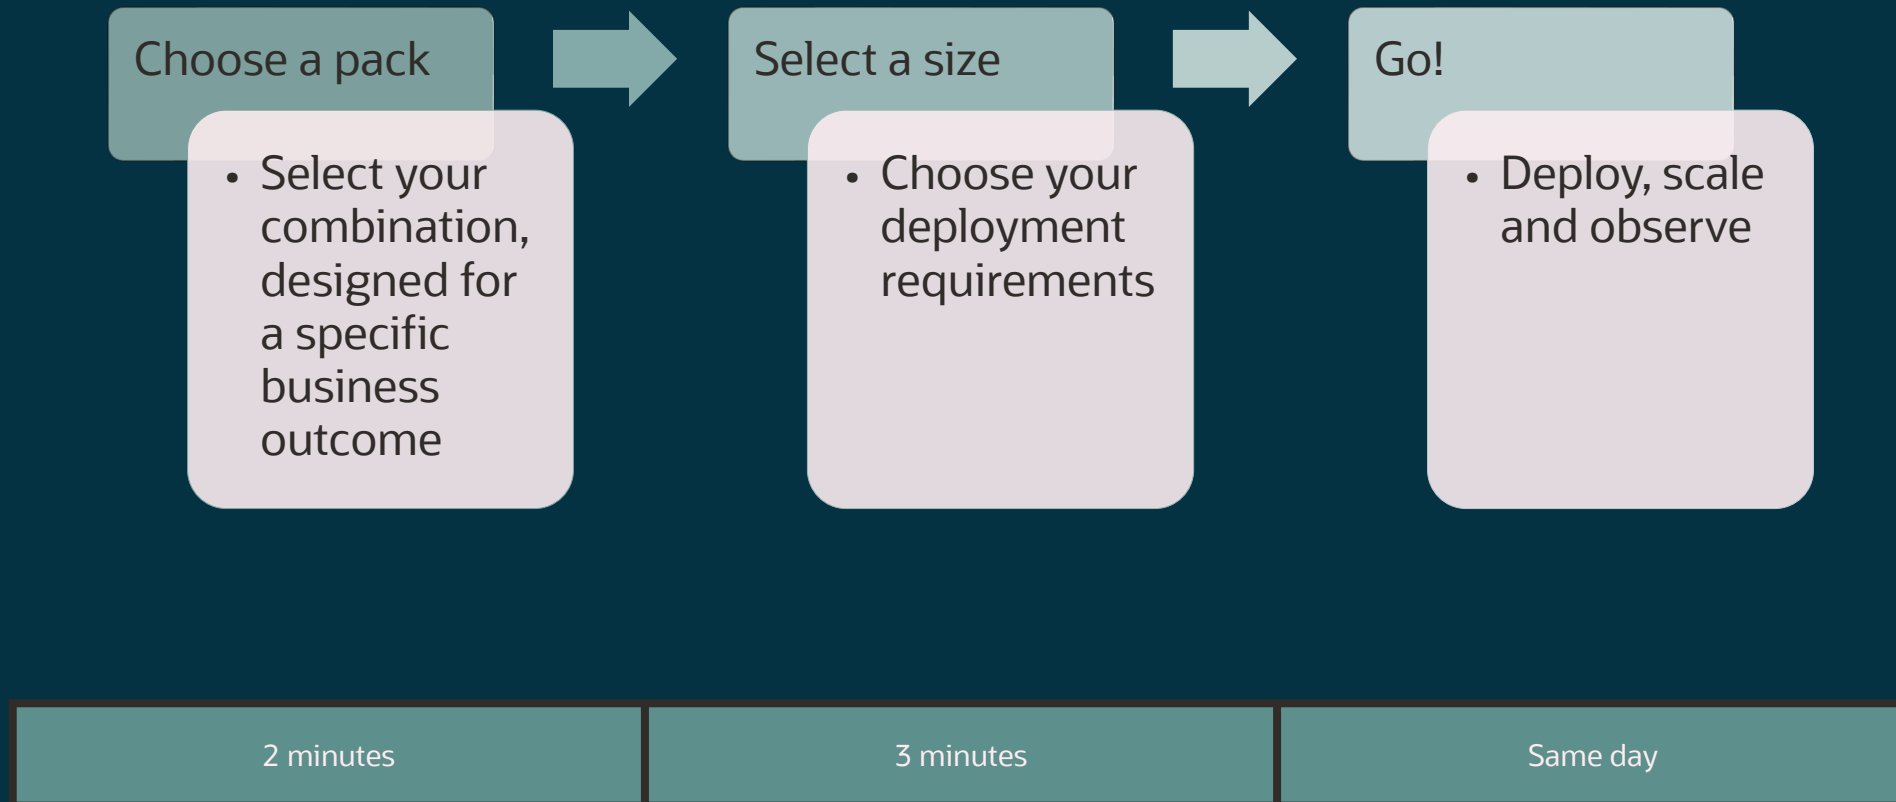 Choose a pack
• Select your
combination,
designed for
a specific
business
outcome
Select a size
• Choose your
deployment
requirements
Go!
• Deploy, scale
and observe
2 minutes
3 minutes
Same day